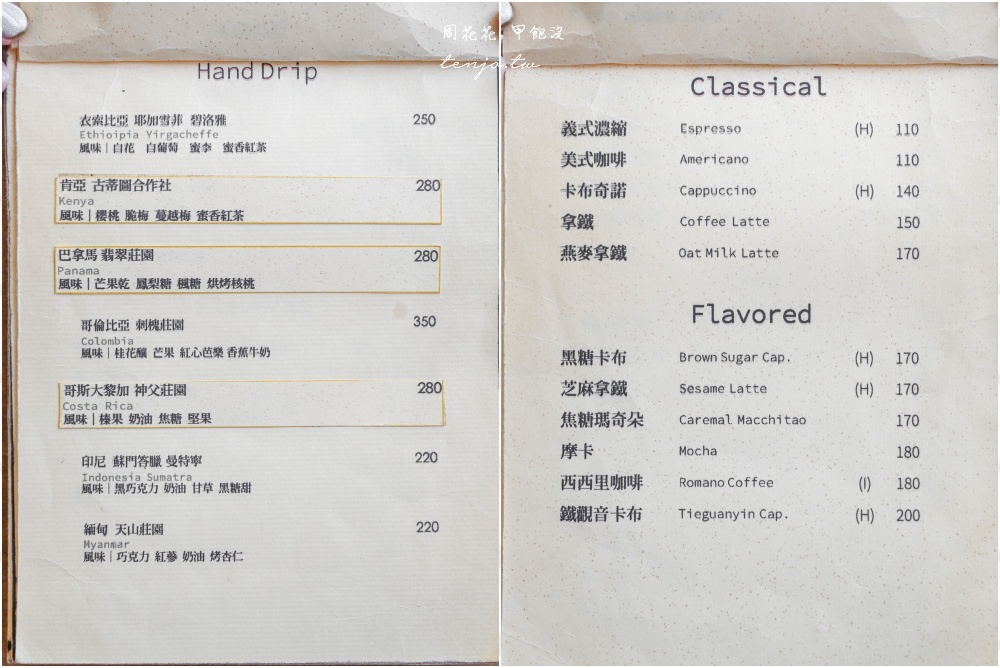 周花花，甲飽沒
tenjo.tw
Hand Drip
衣索比亞 耶加雪菲 碧洛雅 250
Ethioipia Yirgacheffe
風味｜白花 白葡萄 蜜李 蜜香紅茶
肯亞 古蒂圖合作社 280
Kenya
風味｜櫻桃 脆梅 蔓越梅 蜜香紅茶
巴拿馬 翡翠莊園 280
Panama
風味｜芒果乾 鳳梨糖 楓糖 烘烤核桃
哥倫比亞 刺槐莊園 350
Colombia
風味｜桂花釀 芒果 紅心芭樂 香蕉牛奶
哥斯大黎加 神父莊園 280
Costa Rica
風味｜榛果 奶油 焦糖 堅果
印尼 蘇門答臘 曼特寧 220
Indonesia Sumatra
風味｜黑巧克力 奶油 甘草 黑糖甜
緬甸 天山莊園 220
Myanmar
風味｜巧克力 紅蔘 奶油 烤杏仁
Classical
義式濃縮 Espresso (H) 110
美式咖啡 Americano 110
卡布奇諾 Cappuccino (H) 140
拿鐵 Coffee Latte 150
燕麥拿鐵 Oat Milk Latte 170
Flavored
黑糖卡布 Brown Sugar Cap. (H) 170
芝麻拿鐵 Sesame Latte (H) 170
焦糖瑪奇朵 Caremal Macchitao 170
摩卡 Mocha 180
西西里咖啡 Romano Coffee (I) 180
鐵觀音卡布 Tieguanyin Cap. (H) 200